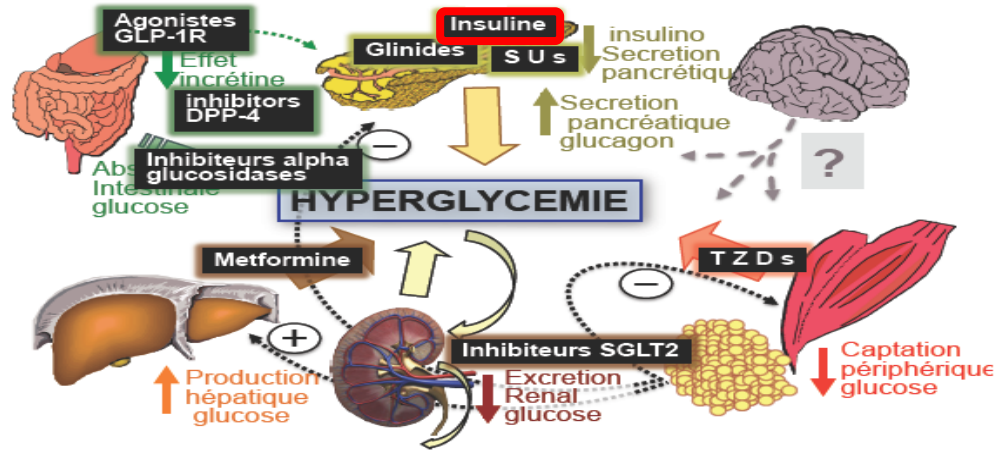 Agonistes
GLP-1R
Effet
incrétine
inhibitors
DPP-4
Inhibiteurs alpha
glucosidases
Intestinale
glucose
Insuline
Glinides
S U s
insulino
Secretion
pancrétiqu
Secretion
pancréatique
glucagon
?
−
HYPERGLYCEMIE
Metformine
T Z D s
−
+
Inhibiteurs SGLT2
Production
hépatique
glucose
Excretion
Renal
glucose
Captation
périphérique
glucose